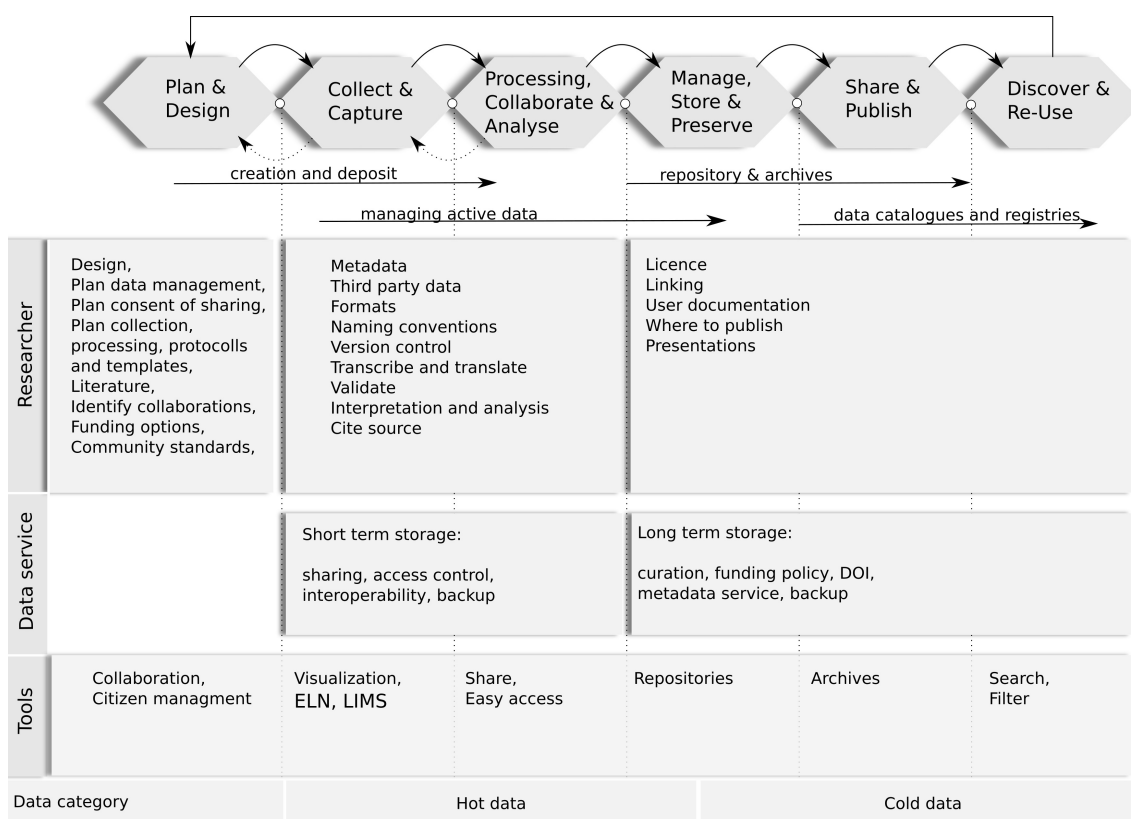 Plan &
Design
Collect &
Capture
Processing,
Collaborate &
Analyse
Manage,
Store &
Preserve
Share &
Publish
Discover &
Re-Use
creation and deposit
repository & archives
managing active data
data catalogues and registries
Researcher
Design,
Plan data management,
Plan consent of sharing,
Plan collection,
processing, protocolls
and templates,
Literature,
Identify collaborations,
Funding options,
Community standards,
Metadata
Third party data
Formats
Naming conventions
Version control
Transcribe and translate
Validate
Interpretation and analysis
Cite source
Licence
Linking
User documentation
Where to publish
Presentations
Data service
Short term storage:
sharing, access control,
interoperability, backup
Long term storage:
curation, funding policy, DOI,
metadata service, backup
Tools
Collaboration,
Citizen managment
Visualization,
ELN, LIMS
Share,
Easy access
Repositories
Archives
Search,
Filter
Data category
Hot data
Cold data